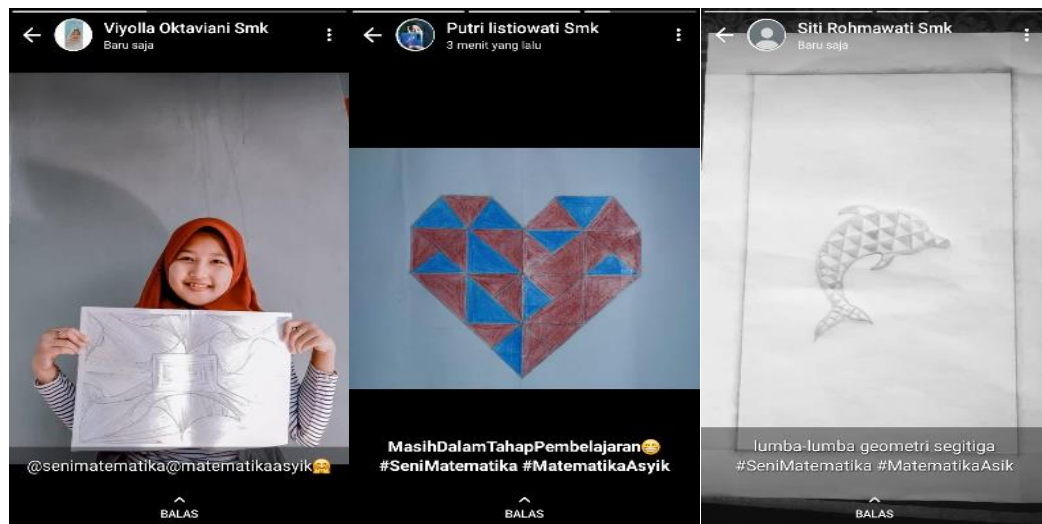 Viyolla Oktaviani Smk
Baru saja
@senimatematika@matematikaasyik🤗
BALAS
Putri listiowati Smk
3 menit yang lalu
MasihDalamTahapPembelajaran😁
#SeniMatematika #MatematikaAsyik
BALAS
Siti Rohmawati Smk
Baru saja
lumba-lumba geometri segitiga
#SeniMatematika #MatematikaAsik
BALAS